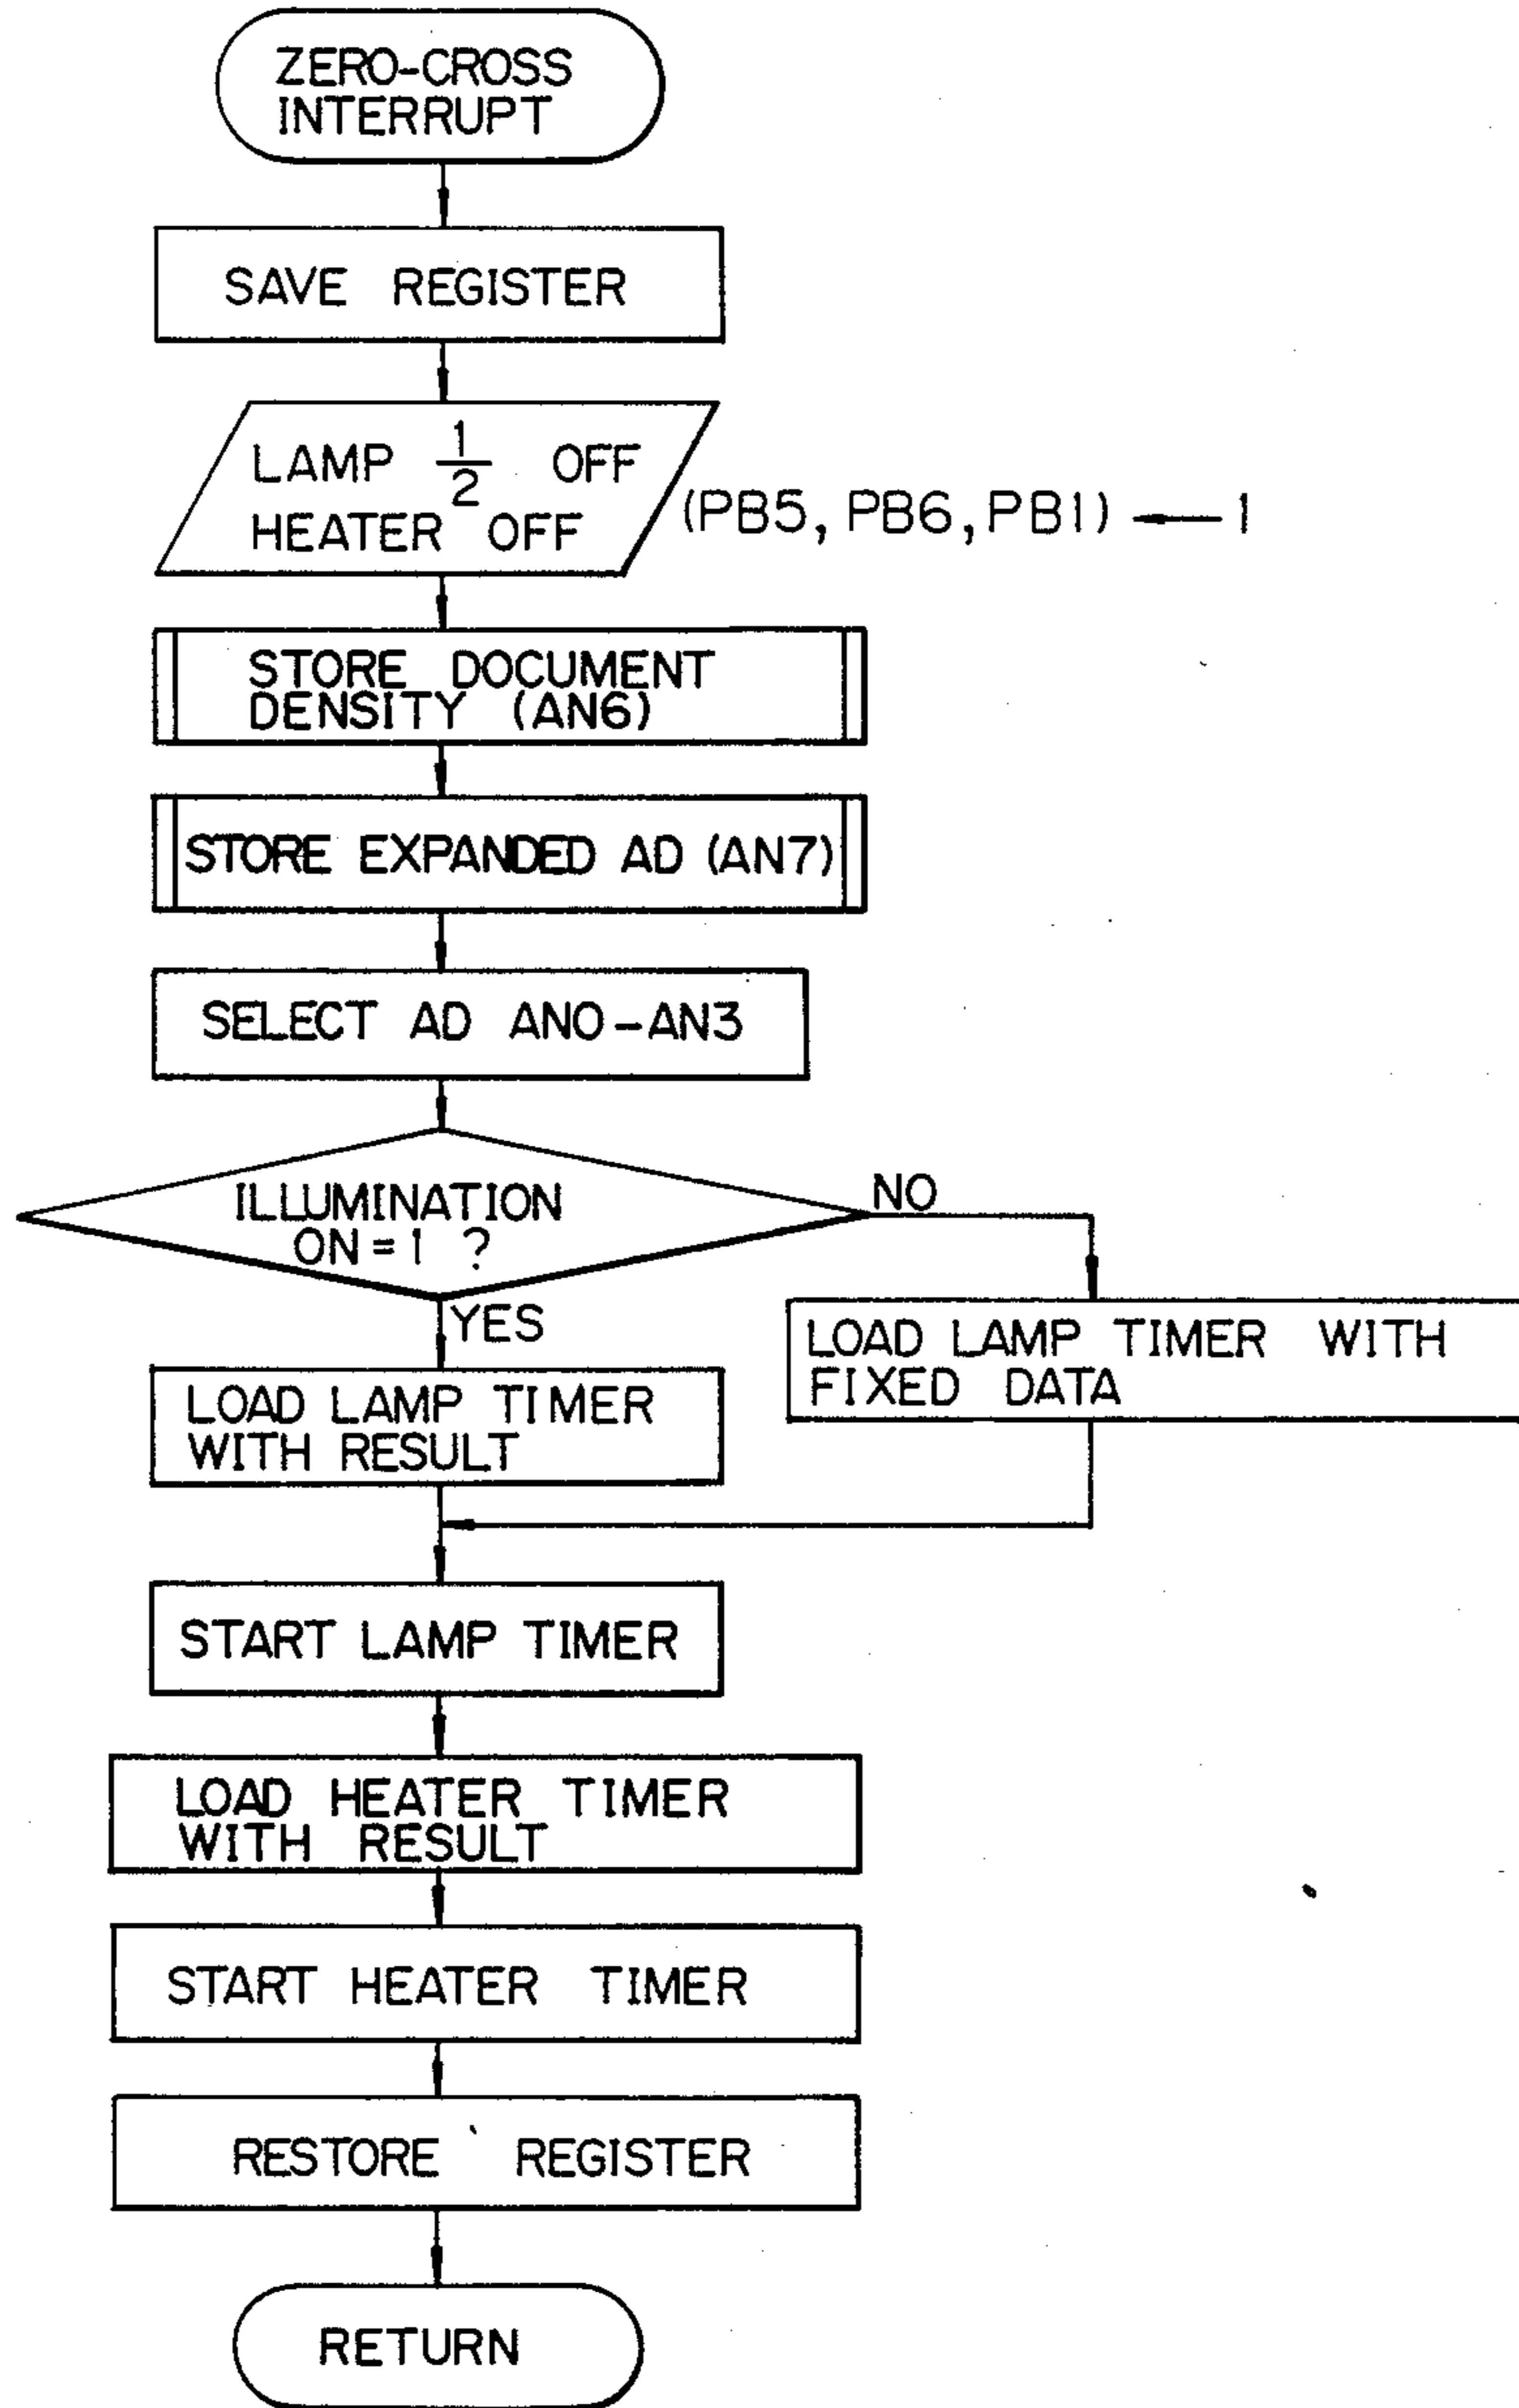 ZERO-CROSS
INTERRUPT
SAVE REGISTER
LAMP 1/2 OFF
HEATER OFF
(PB5, PB6, PB1) ← 1
STORE DOCUMENT
DENSITY (AN6)
STORE EXPANDED AD (AN7)
SELECT AD AN0-AN3
ILLUMINATION
ON=1 ?
NO
YES
LOAD LAMP TIMER WITH
FIXED DATA
LOAD LAMP TIMER
WITH RESULT
START LAMP TIMER
LOAD HEATER TIMER
WITH RESULT
START HEATER TIMER
RESTORE REGISTER
RETURN